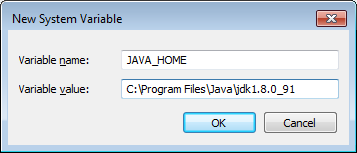 New System Variable
Variable name: JAVA_HOME
Variable value: C:\Program Files\Java\jdk1.8.0_91
OK Cancel